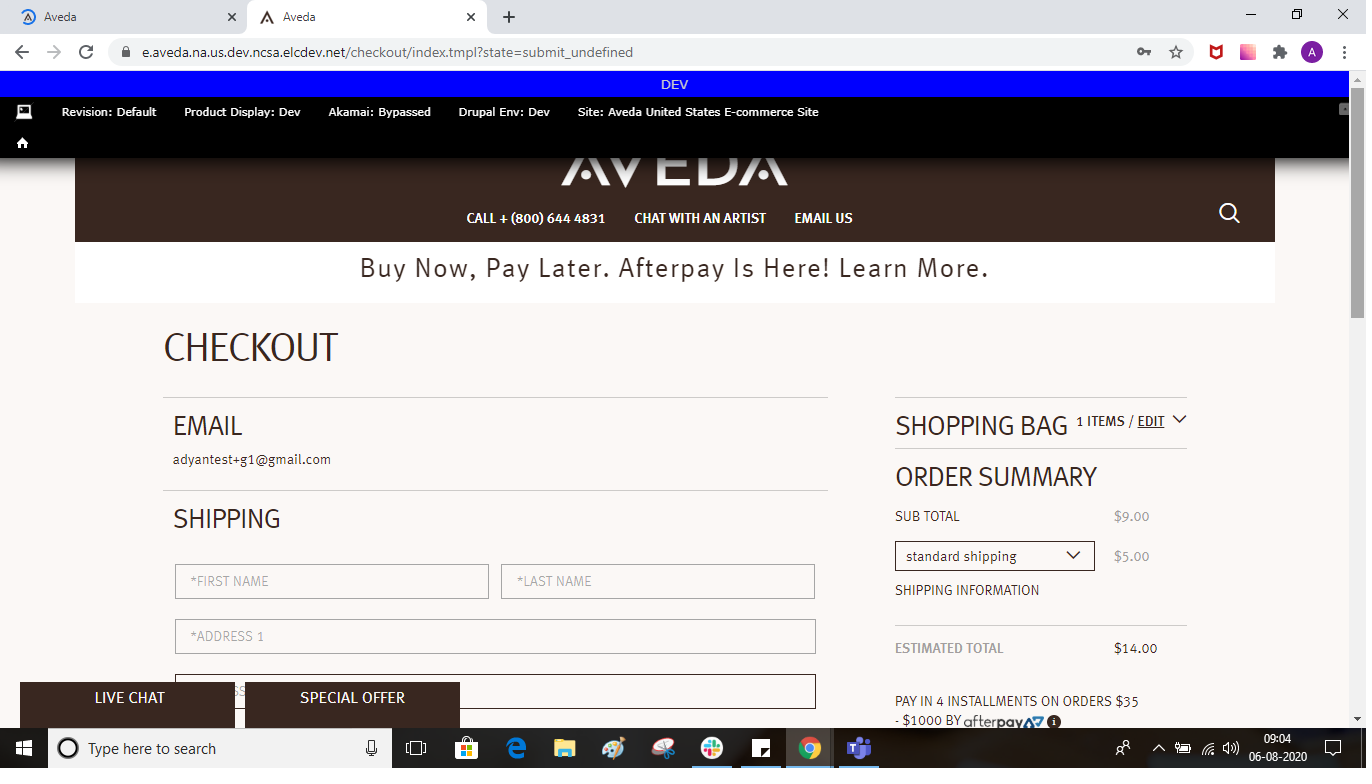 Aveda
Aveda
e.aveda.na.us.dev.ncsa.elcdev.net/checkout/index.tmpl?state=submit_undefined
A
DEV
Revision: Default Product Display: Dev Akamai: Bypassed Drupal Env: Dev Site: Aveda United States E-commerce Site
AVEDA
CALL + (800) 644 4831 CHAT WITH AN ARTIST EMAIL US
Buy Now, Pay Later. Afterpay Is Here! Learn More.
CHECKOUT
EMAIL
adyantest+g1@gmail.com
SHIPPING
*FIRST NAME *LAST NAME
*ADDRESS 1
LIVE CHAT SPECIAL OFFER
SHOPPING BAG 1 ITEMS / EDIT
ORDER SUMMARY
SUB TOTAL $9.00
standard shipping $5.00
SHIPPING INFORMATION
ESTIMATED TOTAL $14.00
PAY IN 4 INSTALLMENTS ON ORDERS $35
- $1000 BY afterpay
Type here to search
09:04
06-08-2020